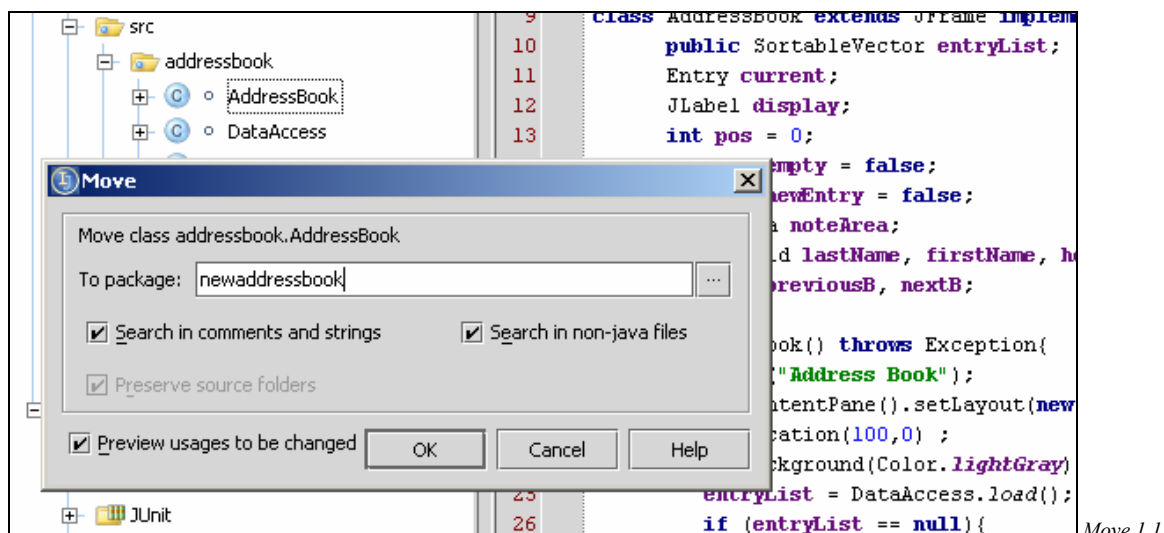 src
addressbook
AddressBook
DataAccess
9 class AddressBook extends JFrame implem
10 public SortableVector entryList;
11 Entry current;
12 JLabel display;
13 int pos = 0;
empty = false;
newEntry = false;
noteArea;
d lastName, firstName, h
previousB, nextB;
ook() throws Exception{
("Address Book");
ntentPane().setLayout(new
cation(100,0) ;
ckground(Color.lightGray)
25 entryList = DataAccess.load();
26 if (entryList == null){
Move
Move class addressbook.AddressBook
To package: newaddressbook ...
Search in comments and strings Search in non-java files
Preserve source folders
Preview usages to be changed OK Cancel Help
JUnit
Move 1.1